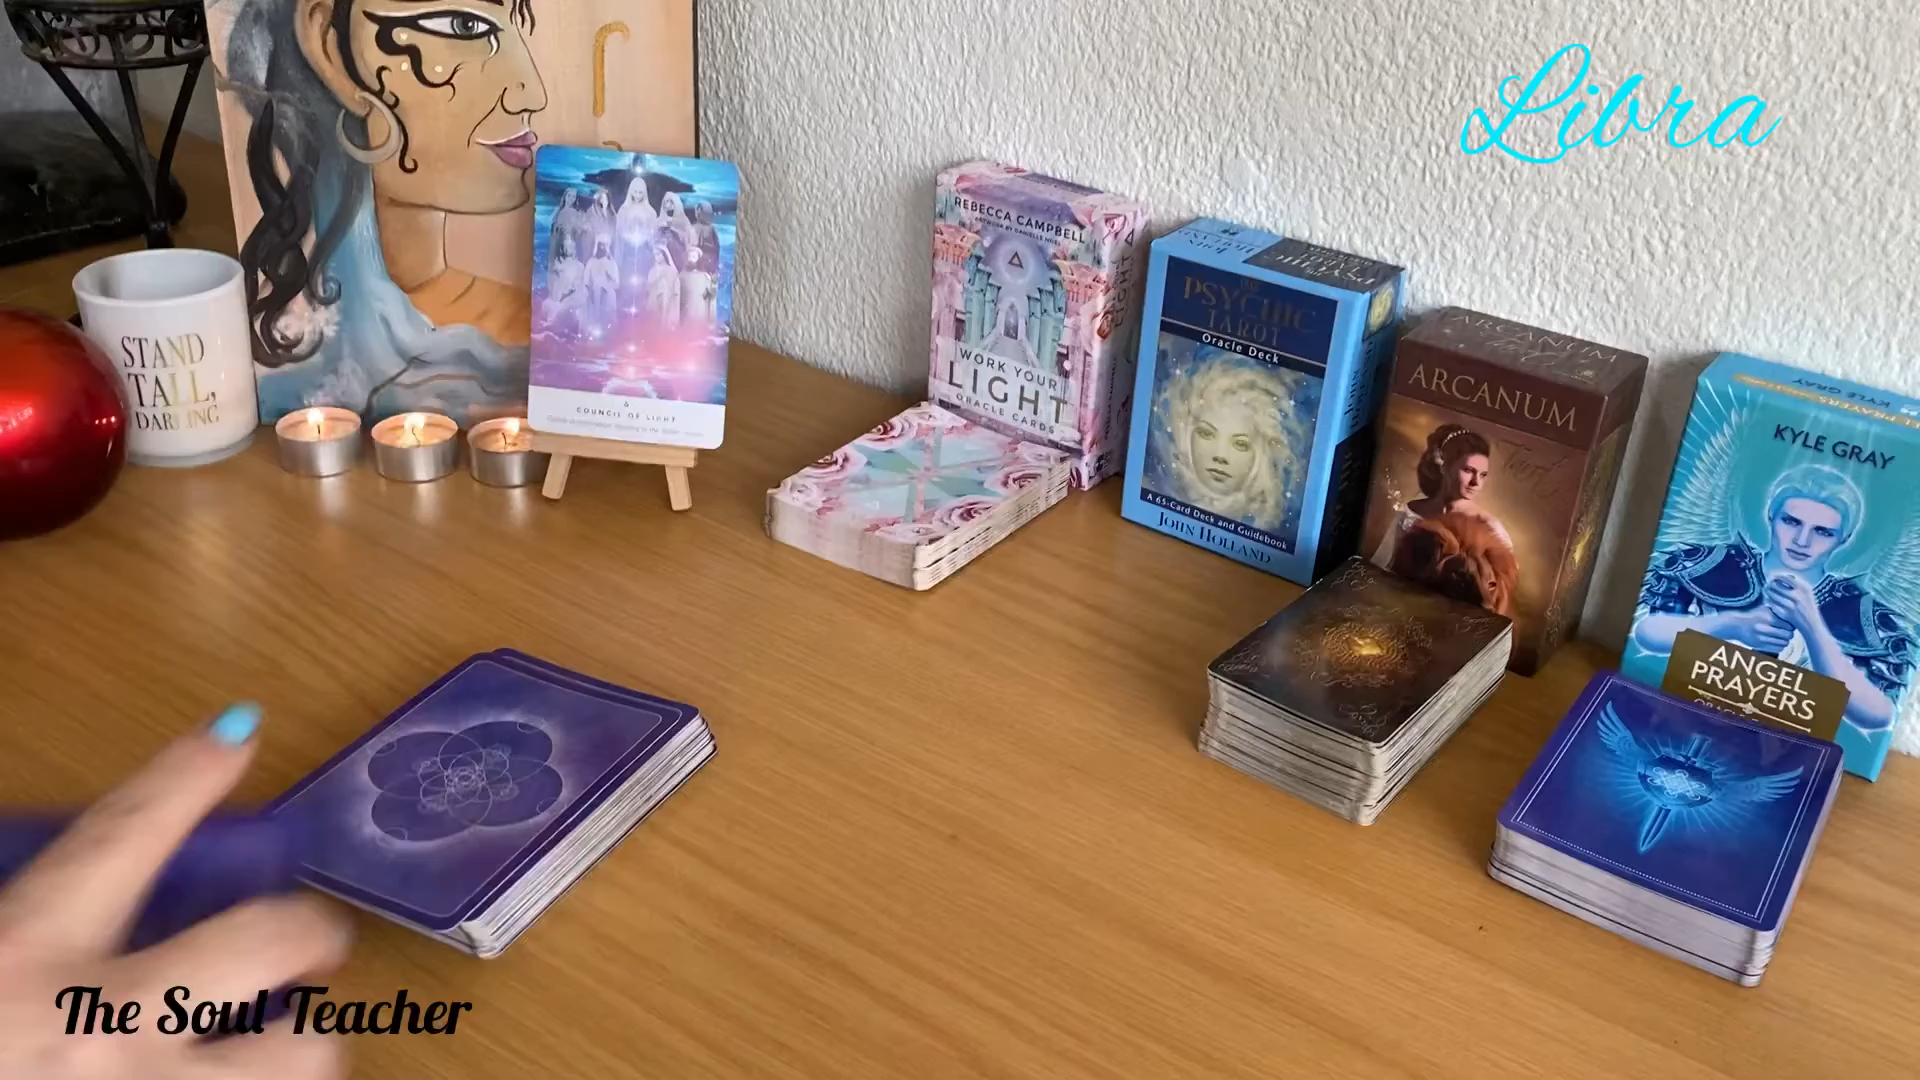 Libra
STAND
TALL,
DARLING
COUNCIL OF LIGHT
REBECCA CAMPBELL
WORK YOUR
LIGHT
ORACLE CARDS
PSYCHIC
TAROT
Oracle Deck
A 65-Card Deck and Guidebook
JOHN HOLLAND
ARCANUM
KYLE GRAY
ANGEL
PRAYERS
The Soul Teacher